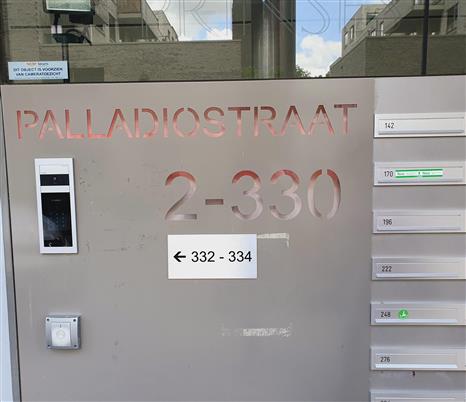 DIT OBJECT IS VOORZIEN
VAN CAMERATOEZICHT
PALLADIOSTRAAT
2-330
← 332 - 334
142
170
196
222
248
276